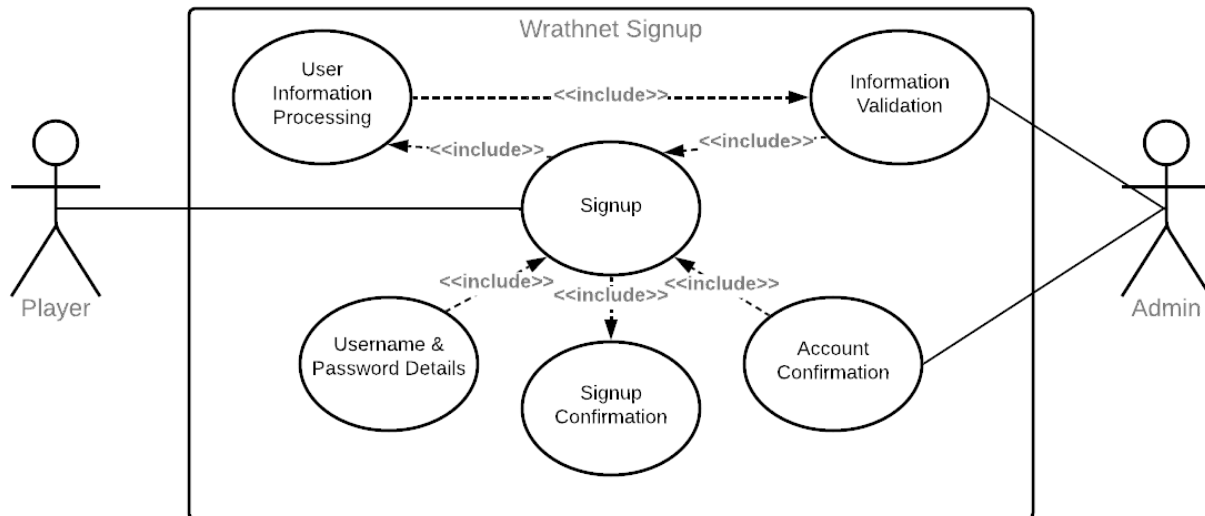 Wrathnet Signup
User
Information
Processing
<<include>>
Information
Validation
<<include>>
<<include>>
Signup
Player
Admin
<<include>>
<<include>>
<<include>>
Username &
Password Details
Signup
Confirmation
Account
Confirmation